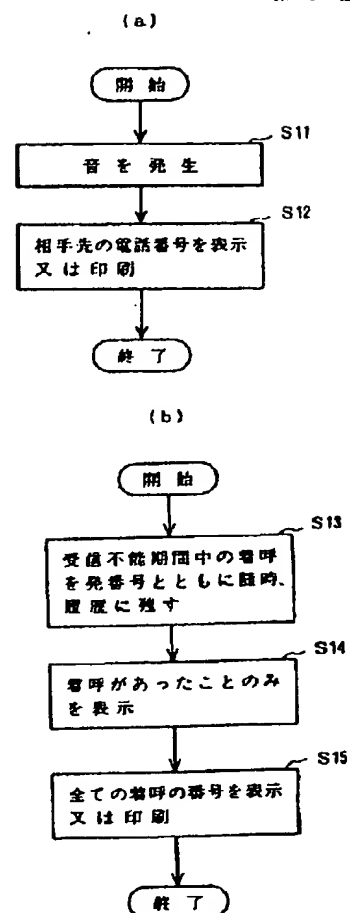 (a)
開始
S11
音を発生
S12
相手先の電話番号を表示
又は印刷
終了
(b)
開始
S13
受信不能期間中の着呼
を発番号とともに
履歴に残す
S14
着呼があったことのみ
を表示
S15
全ての着呼の番号を表示
又は印刷
終了